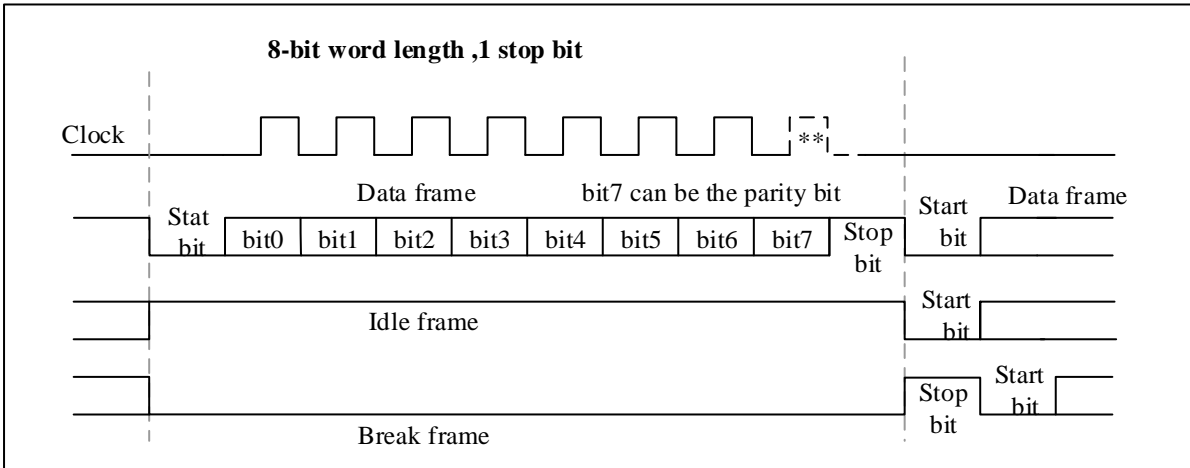 8-bit word length ,1 stop bit
Clock
**
Data frame
bit7 can be the parity bit
Stat
bit
bit0
bit1
bit2
bit3
bit4
bit5
bit6
bit7
Stop
bit
Start
bit
Data frame
Idle frame
Start
bit
Break frame
Stop
bit
Start
bit